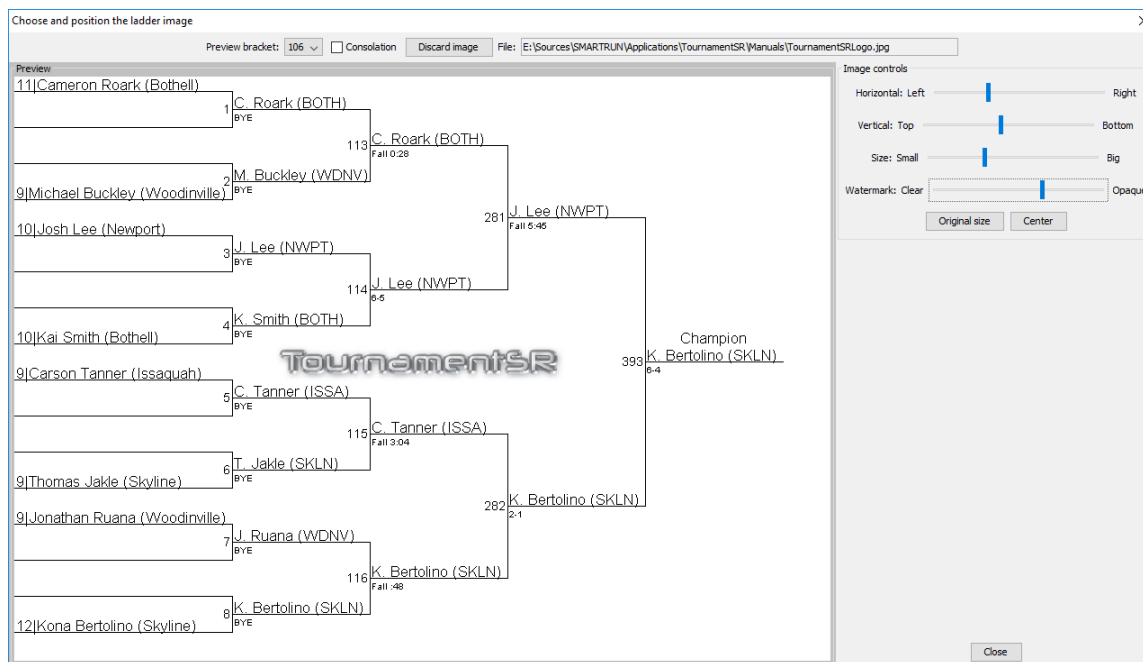 Choose and position the ladder image
Preview bracket: 106 Consolation Discard image File: E:\Sources\SMARTRUN\Applications\TournamentSR\Manuals\TournamentSRLogo.jpg
Preview
11|Cameron Roark (Bothell)
1 C. Roark (BOTH)
BYE
113 C. Roark (BOTH)
Fall 0:28
2 M. Buckley (WDNV)
BYE
9|Michael Buckley (Woodinville)
281 J. Lee (NWPT)
Fall 5:45
10|Josh Lee (Newport)
3 J. Lee (NWPT)
BYE
114 J. Lee (NWPT)
6-5
4 K. Smith (BOTH)
BYE
10|Kai Smith (Bothell)
Champion
393 K. Bertolino (SKLN)
6-4
TournamentSR
9|Carson Tanner (Issaquah)
5 C. Tanner (ISSA)
BYE
115 C. Tanner (ISSA)
Fall 3:04
6 T. Jakle (SKLN)
BYE
9|Thomas Jakle (Skyline)
282 K. Bertolino (SKLN)
2-1
9|Jonathan Ruana (Woodinville)
7 J. Ruana (WDNV)
BYE
116 K. Bertolino (SKLN)
Fall :48
8 K. Bertolino (SKLN)
BYE
12|Kona Bertolino (Skyline)
Image controls
Horizontal: Left Right
Vertical: Top Bottom
Size: Small Big
Watermark: Clear Opaque
Original size Center
Close